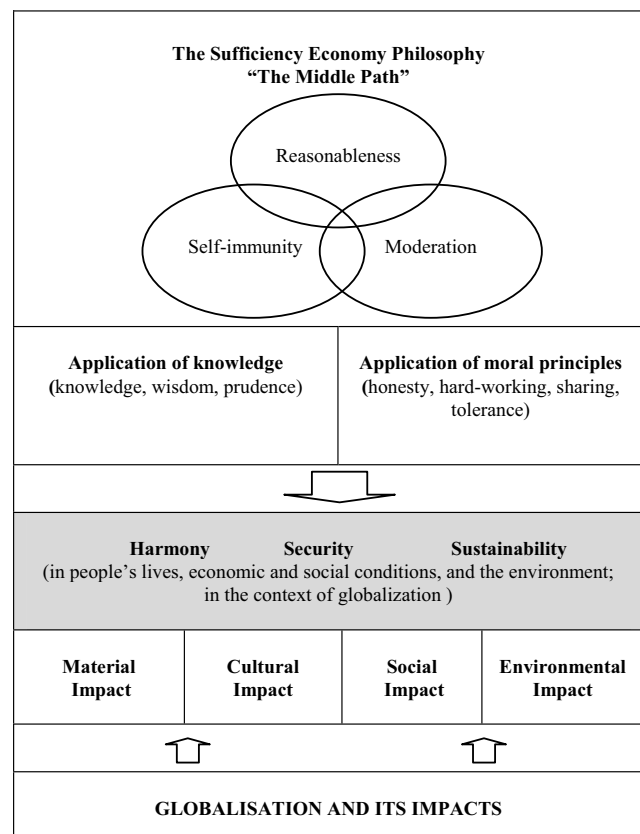 The Sufficiency Economy Philosophy
“The Middle Path”
Reasonableness
Self-immunity
Moderation
Application of knowledge
(knowledge, wisdom, prudence)
Application of moral principles
(honesty, hard-working, sharing,
tolerance)
Harmony Security Sustainability
(in people’s lives, economic and social conditions, and the environment;
in the context of globalization )
Material
Impact
Cultural
Impact
Social
Impact
Environmental
Impact
GLOBALISATION AND ITS IMPACTS